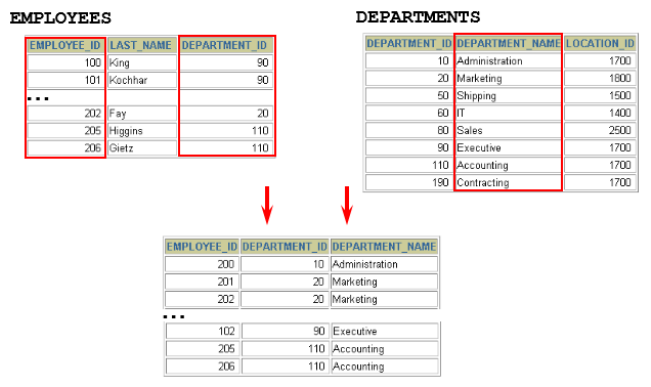 EMPLOYEES
EMPLOYEE_ID LAST_NAME DEPARTMENT_ID
100 King 90
101 Kochhar 90
...
202 Fay 20
205 Higgins 110
206 Gietz 110
DEPARTMENTS
DEPARTMENT_ID DEPARTMENT_NAME LOCATION_ID
10 Administration 1700
20 Marketing 1800
50 Shipping 1500
60 IT 1400
80 Sales 2500
90 Executive 1700
110 Accounting 1700
190 Contracting 1700
EMPLOYEE_ID DEPARTMENT_ID DEPARTMENT_NAME
200 10 Administration
201 20 Marketing
202 20 Marketing
...
102 90 Executive
205 110 Accounting
206 110 Accounting